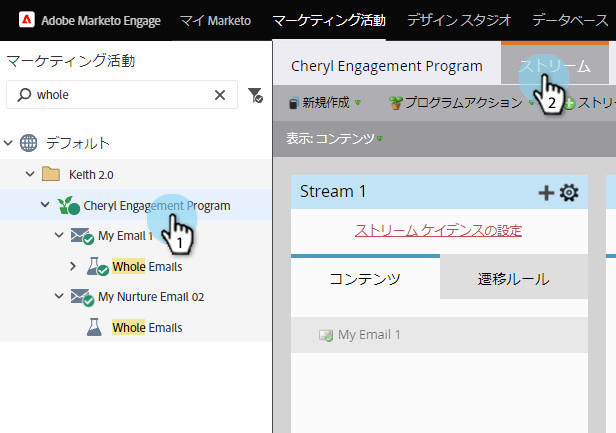 Adobe Marketo Engage マイ Marketo マーケティング活動 デザイン スタジオ データベース
マーケティング活動
whole
デフォルト
Keith 2.0
Cheryl Engagement Program
1
My Email 1
Whole Emails
My Nurture Email 02
Whole Emails
Cheryl Engagement Program ストリーム
2
新規作成 プログラムアクション ストリー
表示: コンテンツ
Stream 1
ストリーム ケイデンスの設定
コンテンツ 遷移ルール
My Email 1